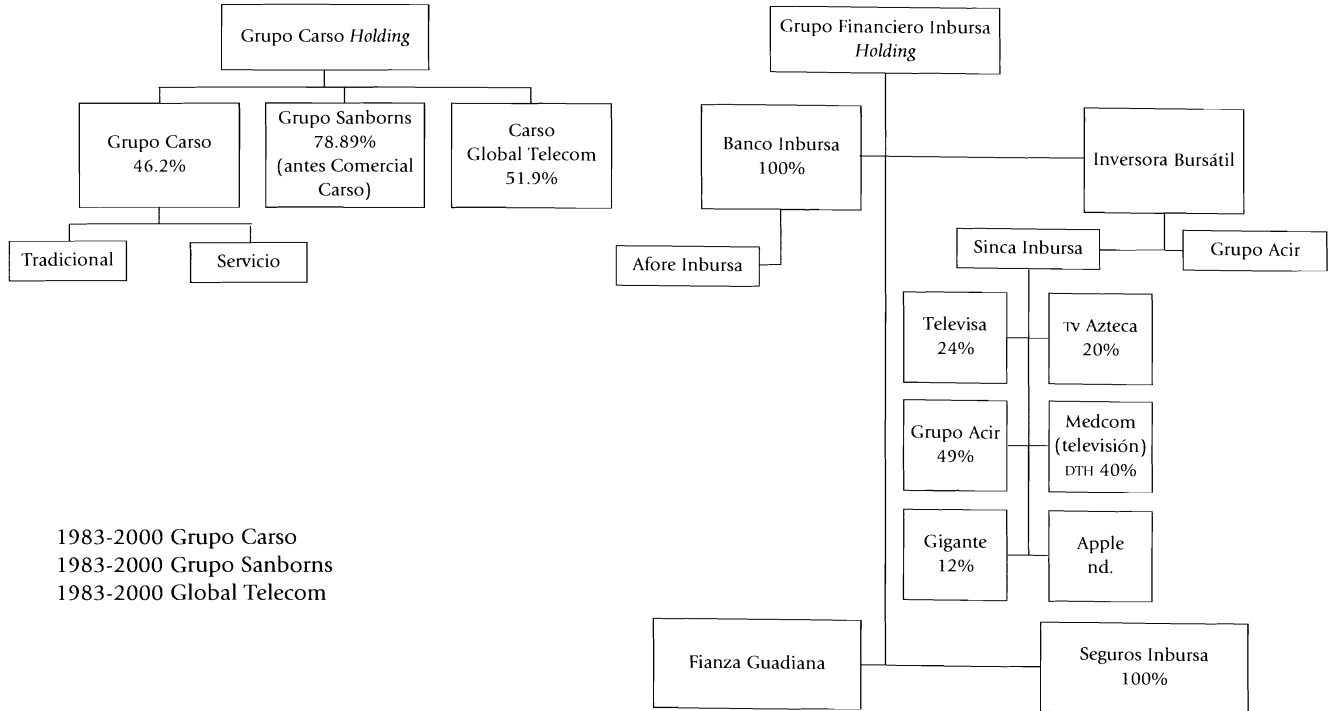 Grupo Carso Holding
Grupo Carso
46.2%
Grupo Sanborns
78.89%
(antes Comercial
Carso)
Carso
Global Telecom
51.9%
Tradicional
Servicio
Grupo Financiero Inbursa
Holding
Banco Inbursa
100%
Inversora Bursátil
Afore Inbursa
Sinca Inbursa
Grupo Acir
Televisa
24%
TV Azteca
20%
Grupo Acir
49%
Medcom
(televisión)
DTH 40%
Gigante
12%
Apple
nd.
Fianza Guadiana
Seguros Inbursa
100%
1983-2000 Grupo Carso
1983-2000 Grupo Sanborns
1983-2000 Global Telecom